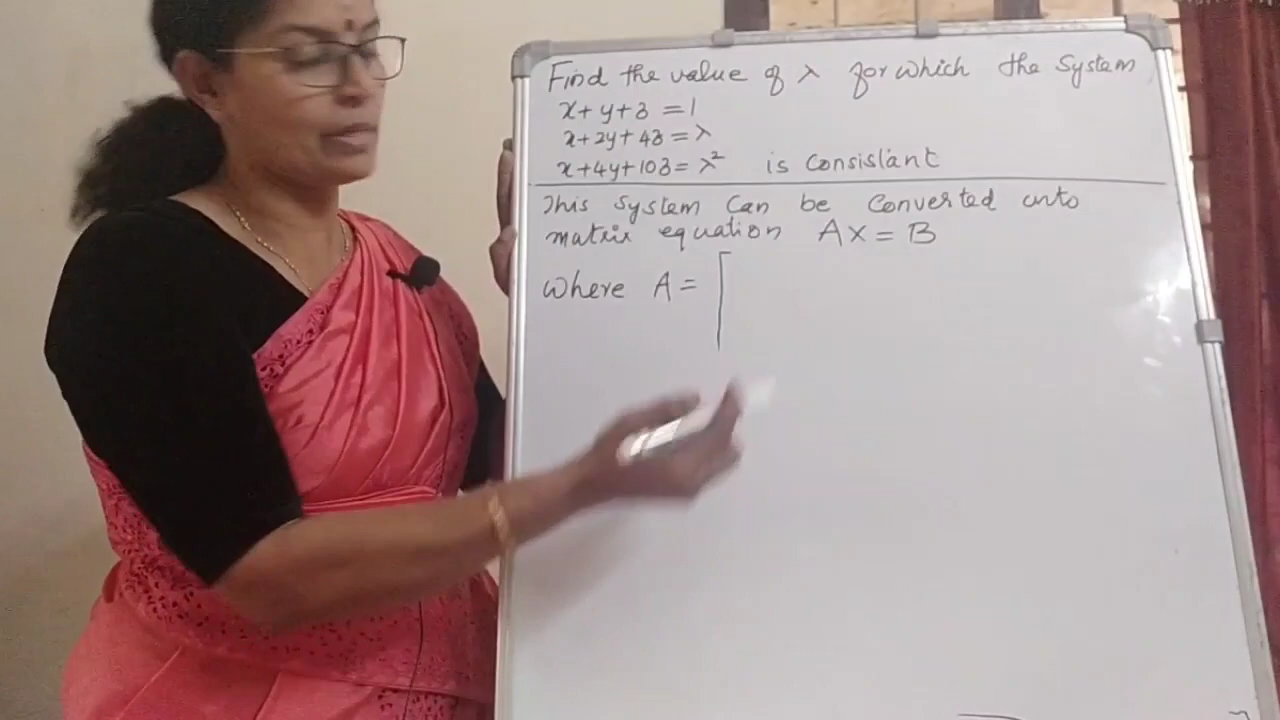 Find the value of λ for which the System
x+y+z = 1
x+2y+4z = λ
x+4y+10z = λ² is Consistant
This System Can be Converted into
matrix equation AX = B
where A = [